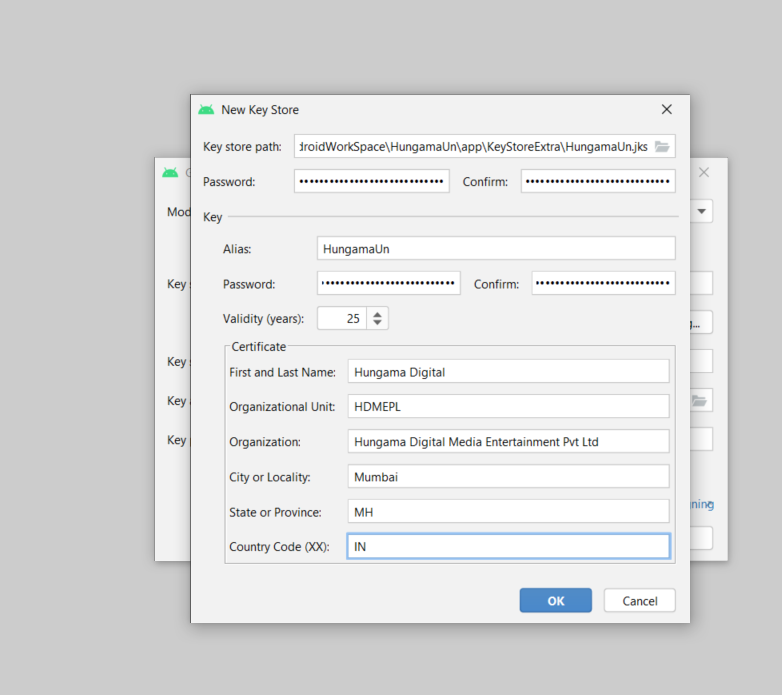 New Key Store
Key store path: droidWorkSpace\HungamaUn\app\KeyStoreExtra\HungamaUn.jks
Password: Confirm:
Mod
Key
Alias: HungamaUn
Key
Password: Confirm:
Validity (years): 25
Certificate
Key
First and Last Name: Hungama Digital
Key
Organizational Unit: HDMEPL
Key
Organization: Hungama Digital Media Entertainment Pvt Ltd
City or Locality: Mumbai
State or Province: MH
Country Code (XX): IN
OK Cancel